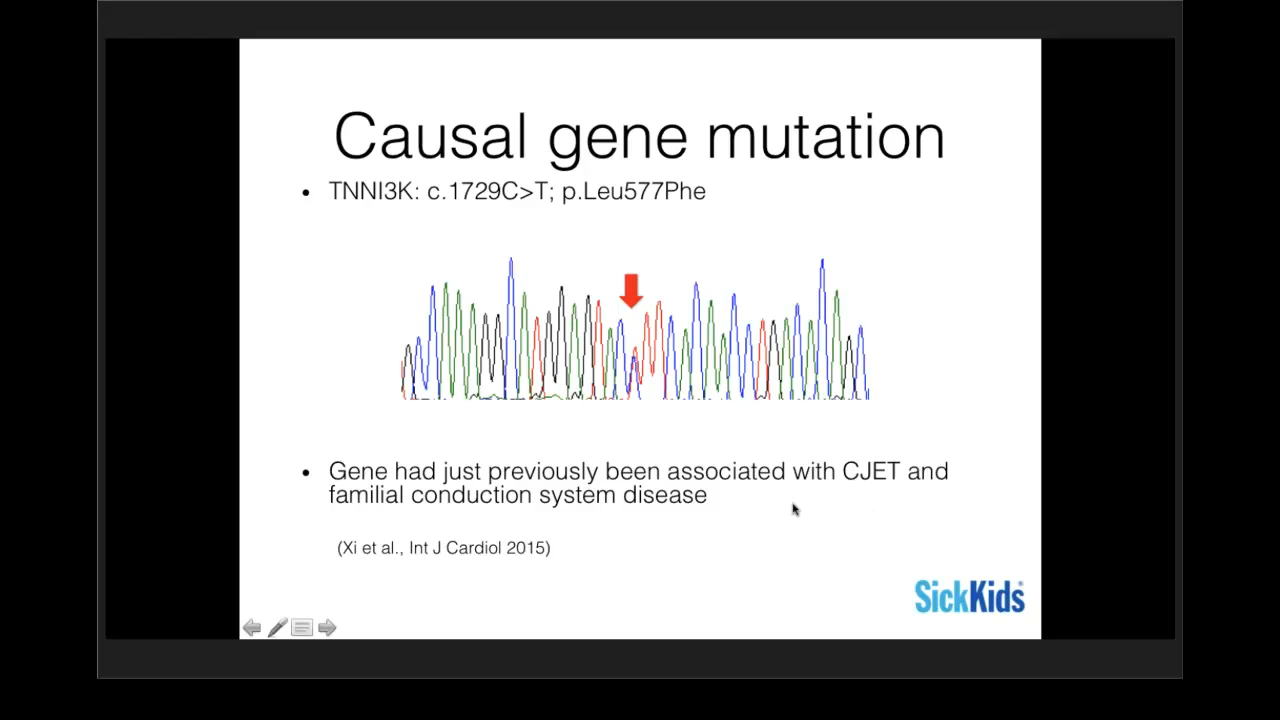 Causal gene mutation
• TNNI3K: c.1729C>T; p.Leu577Phe
• Gene had just previously been associated with CJET and
familial conduction system disease
(Xi et al., Int J Cardiol 2015)
SickKids®